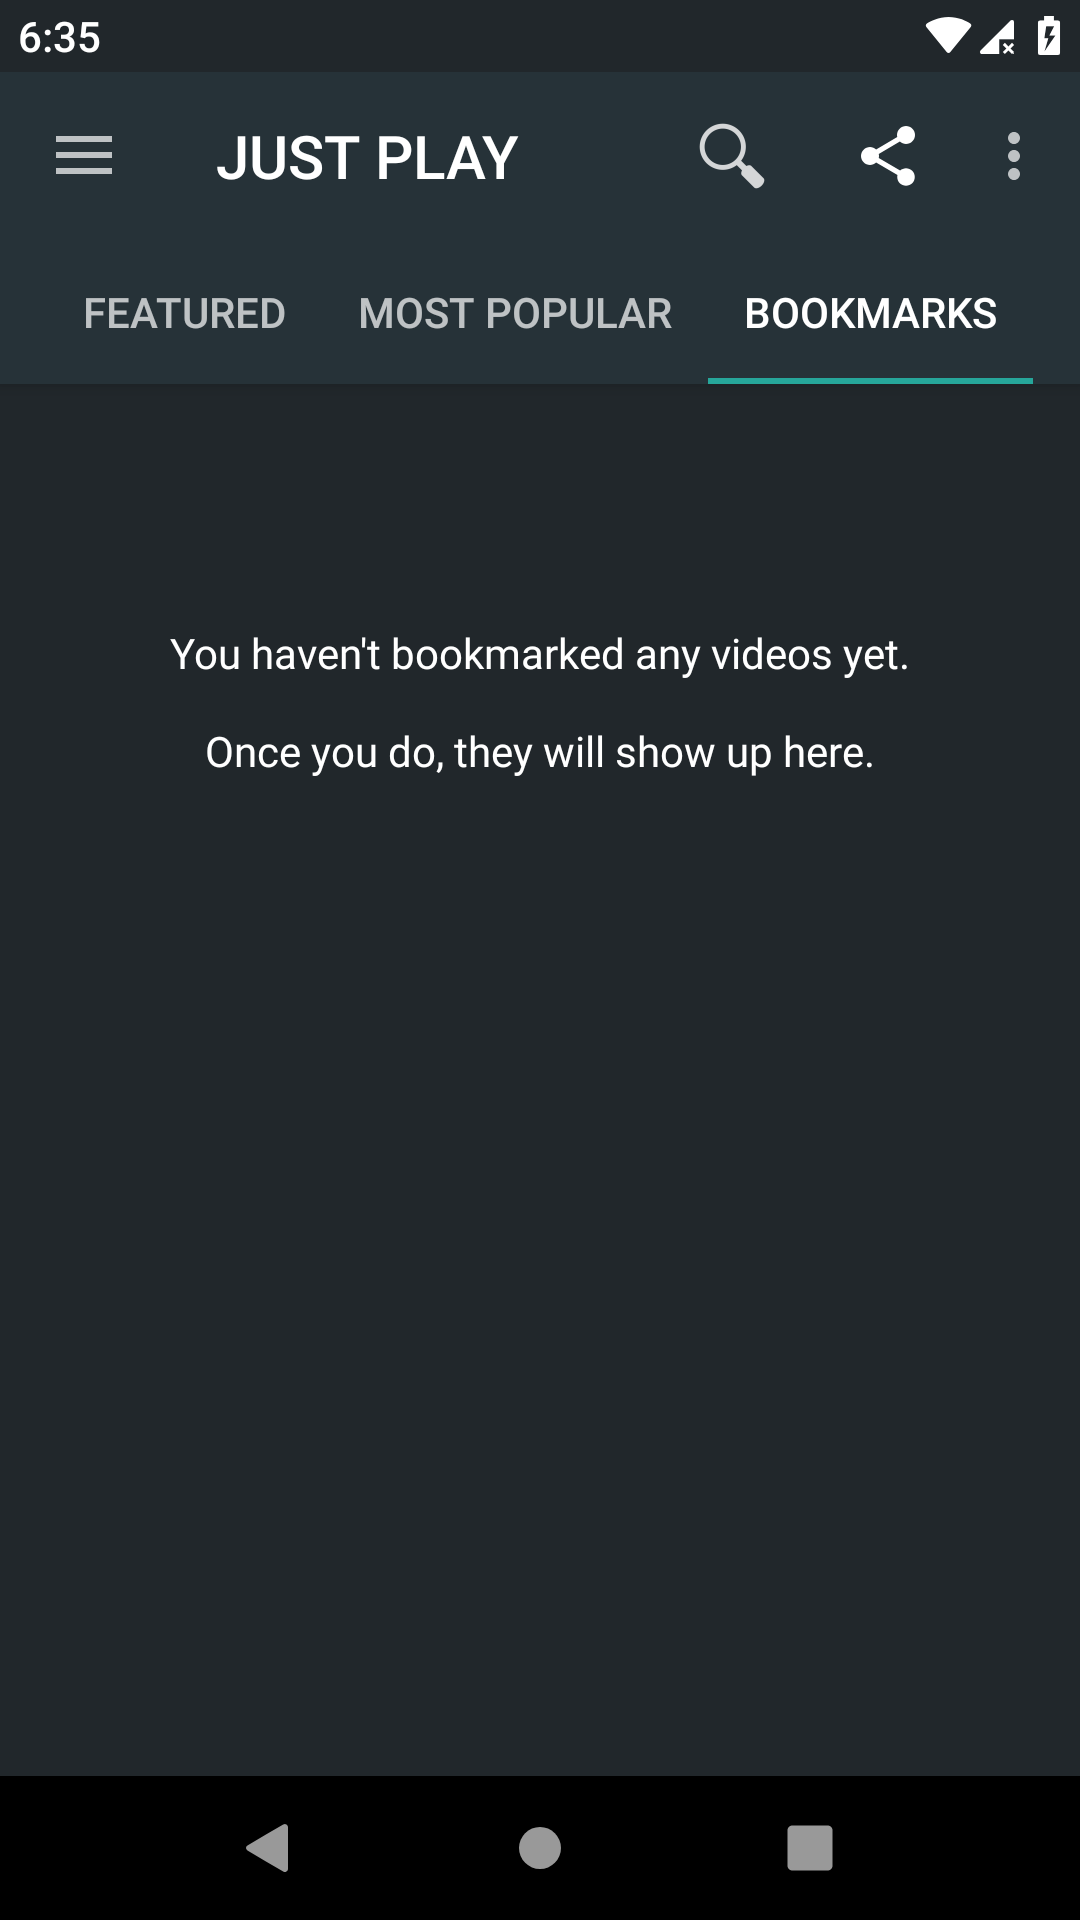 6:35
JUST PLAY
FEATURED MOST POPULAR BOOKMARKS
You haven't bookmarked any videos yet.
Once you do, they will show up here.